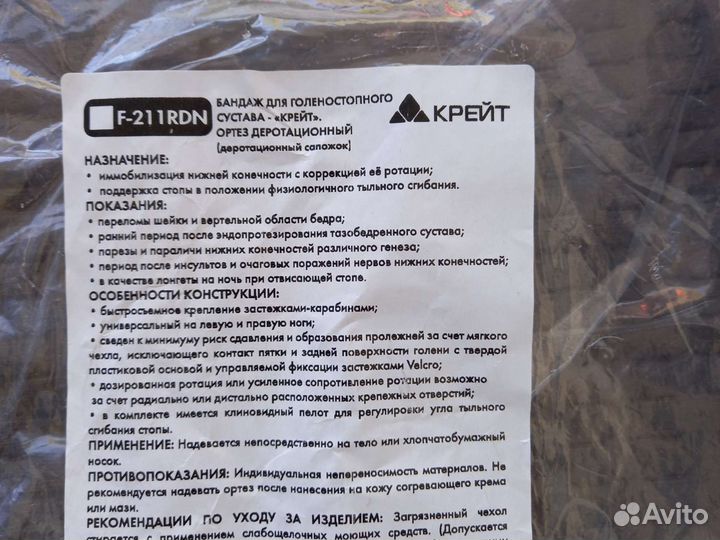 F-211RDN
БАНДАЖ ДЛЯ ГОЛЕНОСТОПНОГО
СУСТАВА - «КРЕЙТ».
ОРТЕЗ ДЕРОТАЦИОННЫЙ
(деротационный сапожок)
КРЕЙТ
НАЗНАЧЕНИЕ:
• иммобилизация нижней конечности с коррекцией её ротации;
• поддержка стопы в положении физиологичного тыльного сгибания.
ПОКАЗАНИЯ:
• переломы шейки и вертельной области бедра;
• ранний период после эндопротезирования тазобедренного сустава;
• парезы и параличи нижних конечностей различного генеза;
• период после инсультов и очаговых поражений нервов нижних конечностей;
• в качестве лонгеты на ночь при отвисающей стопе.
ОСОБЕННОСТИ КОНСТРУКЦИИ:
• быстросъемное крепление застежками-карабинами;
• универсальный на левую и правую ноги;
• сведен к минимуму риск сдавления и образования пролежней за счет мягкого
чехла, исключающего контакт пятки и задней поверхности голени с твердой
пластиковой основой и управляемой фиксации застежками Velcro;
• дозированная ротация или усиленное сопротивление ротации возможно
за счет радиально или дистально расположенных крепежных отверстий;
• в комплекте имеется клиновидный пелот для регулировки угла тыльного
сгибания стопы.
ПРИМЕНЕНИЕ: Надевается непосредственно на тело или хлопчатобумажный
носок.
ПРОТИВОПОКАЗАНИЯ: Индивидуальная непереносимость материалов. Не
рекомендуется надевать ортез после нанесения на кожу согревающего крема
или мази.
РЕКОМЕНДАЦИИ ПО УХОДУ ЗА ИЗДЕЛИЕМ: Загрязненный чехол
стирается с применением слабощелочных моющих средств. (Допускается
Avito